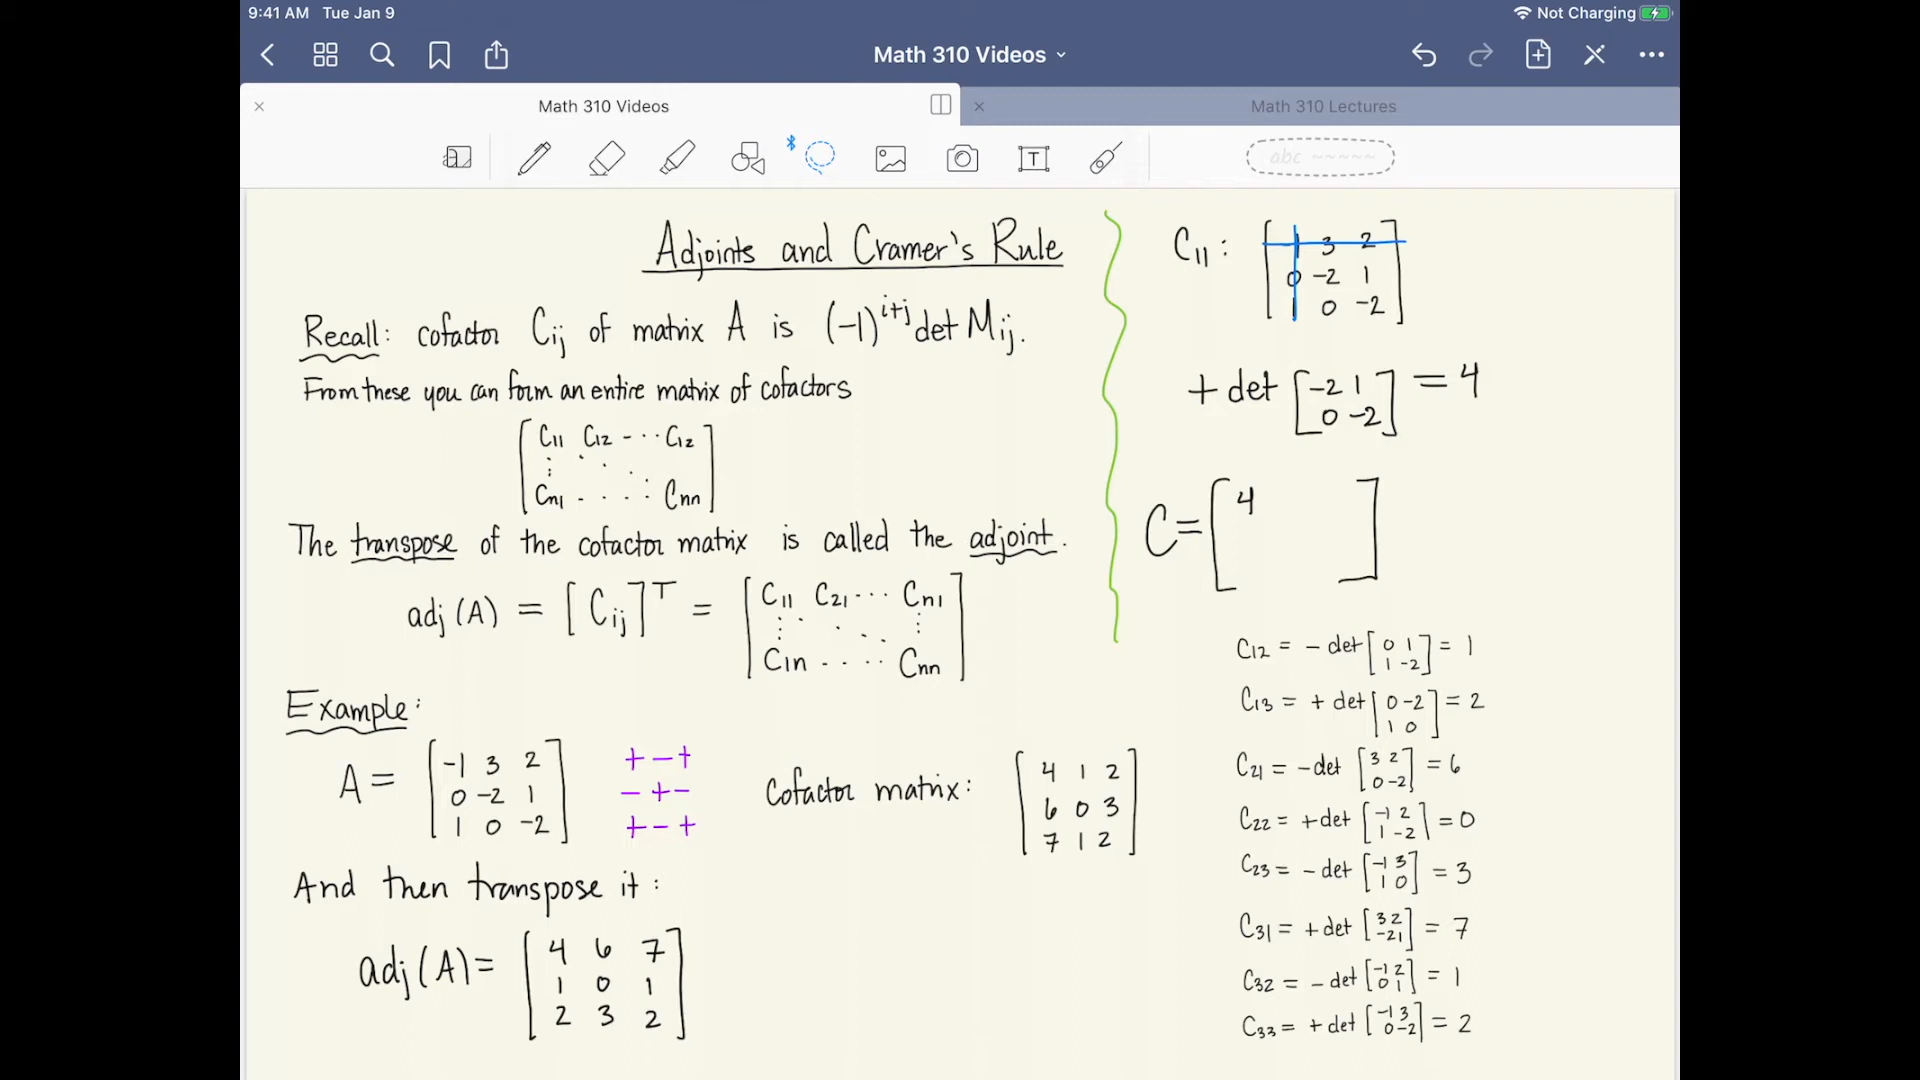 9:41 AM Tue Jan 9
Not Charging
Math 310 Videos
Math 310 Videos
Math 310 Lectures
T
abc ~~~~~
Adjoints and Cramer's Rule
Recall: cofactor Cij of matrix A is (-1)^{i+j} det Mij.
From these you can form an entire matrix of cofactors
[C11 C12 - ·· C12]
[Cn1 - · · : Cnn]
The transpose of the cofactor matrix is called the adjoint.
adj (A) = [Cij]^T = [C11 C21 ··· Cn1]
[C1n - · · ·· Cnn]
Example:
A = [-1 3 2] + - +
[0 -2 1] - + -
[1 0 -2] + - +
Cofactor matrix: [4 1 2]
[6 0 3]
[7 1 2]
And then transpose it:
adj (A) = [4 6 7]
[1 0 1]
[2 3 2]
C11: [-1 3 2]
[0 -2 1]
[1 0 -2]
+ det [-2 1] = 4
[0 -2]
C = [4 ]
C12 = - det [0 1] = 1
[1 -2]
C13 = + det [0 -2] = 2
[1 0]
C21 = - det [3 2] = 6
[0 -2]
C22 = + det [-1 2] = 0
[1 -2]
C23 = - det [-1 3] = 3
[1 0]
C31 = + det [3 2] = 7
[-2 1]
C32 = - det [-1 2] = 1
[0 1]
C33 = + det [-1 3] = 2
[0 -2]